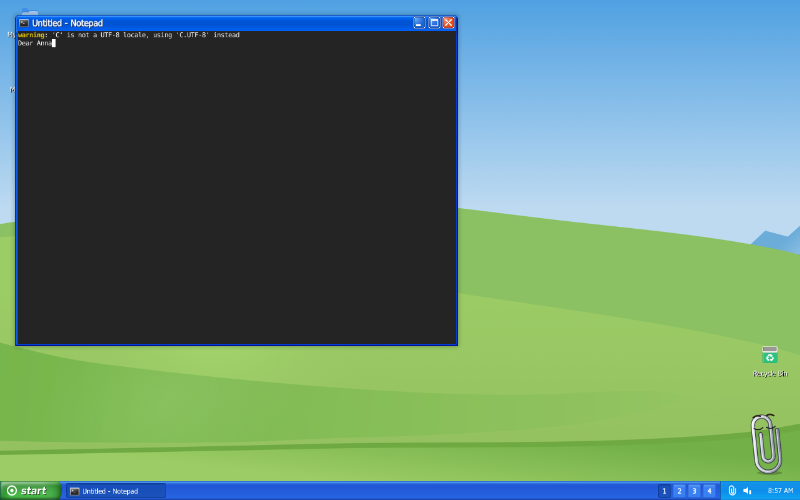 Untitled - Notepad
warning: 'C' is not a UTF-8 locale, using 'C.UTF-8' instead
Dear Anna
Recycle Bin
start
Untitled - Notepad
1 2 3 4
8:57 AM